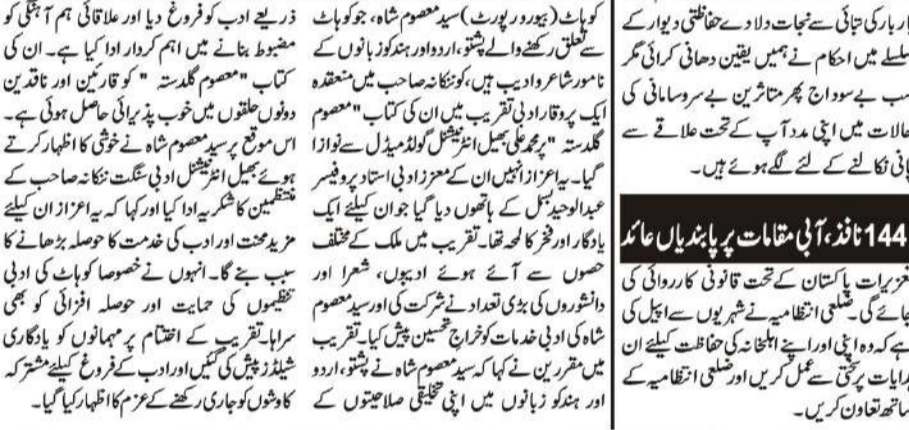 بار بار کی تباہی سے نجات دلا دے حفاظتی دیوار کے
سلسلے میں احکام نے ہمیں یقین دھانی کرائی مگر
سب بے سود اج پھر متاثرین بے سروسامانی کی
حالات میں اپنی مدد آپ کے تحت علاقے سے
پانی نکالنے کے لئے لگے ہوئے ہیں۔
144 نافذ، آبی مقامات پر پابندیاں عائد
تعزیرات پاکستان کے تحت قانونی کارروائی کی
جائے گی۔ ضلعی انتظامیہ نے شہریوں سے اپیل کی
ہے کہ وہ اپنی اور اپنے اہلخانہ کی حفاظت کیلئے ان
ہدایات پر سختی سے عمل کریں اور ضلعی انتظامیہ کے
ساتھ تعاون کریں۔
کوہاٹ (بیورو رپورٹ) سید معصوم شاہ، جو کوہاٹ
سے تعلق رکھنے والے پشتو، اردو اور ہندکو زبانوں کے
نامور شاعر و ادیب ہیں، کو ننکانہ صاحب میں منعقدہ
ایک پروقار ادبی تقریب میں ان کی کتاب "معصوم
گلدستہ" پر محمد علی بھیل انٹرنیشنل گولڈ میڈل سے نوازا
گیا۔ یہ اعزاز انہیں ان کے معزز ادبی استاد پروفیسر
عبدالوحید بسمل کے ہاتھوں دیا گیا جو ان کیلئے ایک
یادگار اور فخر کا لمحہ تھا۔ تقریب میں ملک کے مختلف
حصوں سے آئے ہوئے ادیبوں، شعرا اور
دانشوروں کی بڑی تعداد نے شرکت کی اور سید معصوم
شاہ کی ادبی خدمات کو خراج تحسین پیش کیا۔ تقریب
میں مقررین نے کہا کہ سید معصوم شاہ نے پشتو، اردو
اور ہندکو زبانوں میں اپنی تخلیقی صلاحیتوں کے
ذریعے ادب کو فروغ دیا اور علاقائی ہم آہنگی کو
مضبوط بنانے میں اہم کردار ادا کیا ہے۔ ان کی
کتاب "معصوم گلدستہ" کو قارئین اور ناقدین
دونوں حلقوں میں خوب پذیرائی حاصل ہوئی ہے۔
اس موقع پر سید معصوم شاہ نے خوشی کا اظہار کرتے
ہوئے بھیل انٹرنیشنل ادبی سنگت ننکانہ صاحب کے
منتظمین کا شکریہ ادا کیا اور کہا کہ یہ اعزاز ان کیلئے
مزید محنت اور ادب کی خدمت کا حوصلہ بڑھانے کا
سبب بنے گا۔ انہوں نے خصوصا کوہاٹ کی ادبی
تنظیموں کی حمایت اور حوصلہ افزائی کو بھی
سراہا۔ تقریب کے اختتام پر مہمانوں کو یادگاری
شیلڈز پیش کی گئیں اور ادب کے فروغ کیلئے مشترکہ
کاوشوں کو جاری رکھنے کے عزم کا اظہار کیا گیا۔